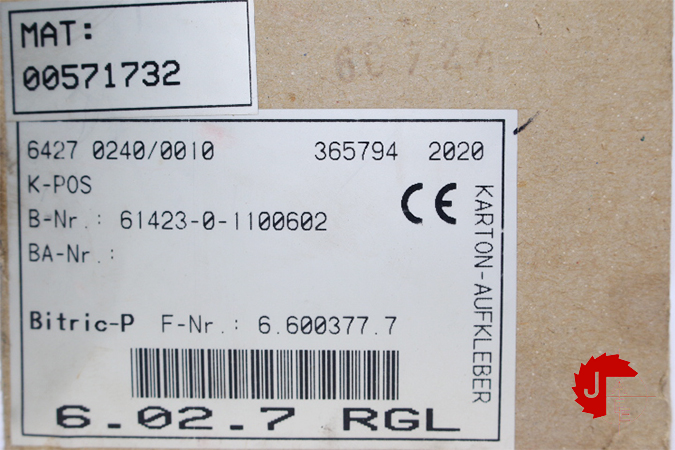 MAT:
00571732
6427 0240/0010 365794 2020
K-POS
B-Nr.: 61423-0-1100602
BA-Nr.:
Bitric-P F-Nr.: 6.600377.7
6.02.7 RGL
KARTON-AUFKLEBER
J